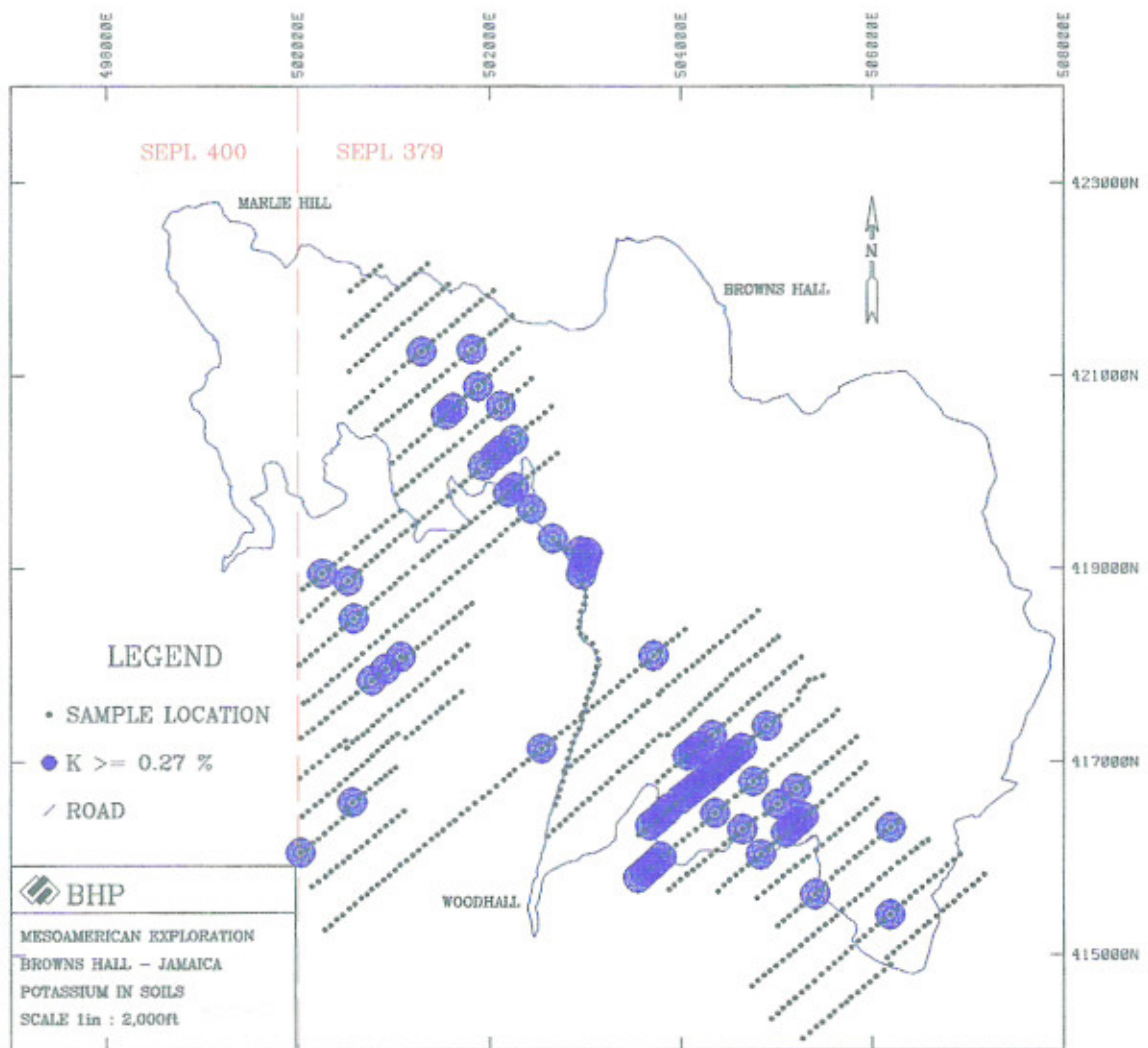 498000E
500000E
502000E
504000E
506000E
508000E
SEPL 400
SEPL 379
MARLIE HILL
423000N
N
BROWNS HALL
421000N
419000N
LEGEND
SAMPLE LOCATION
K >= 0.27 %
ROAD
417000N
BHP
WOODHALL
MESOAMERICAN EXPLORATION
BROWNS HALL - JAMAICA
POTASSIUM IN SOILS
SCALE 1in : 2,000ft
415000N